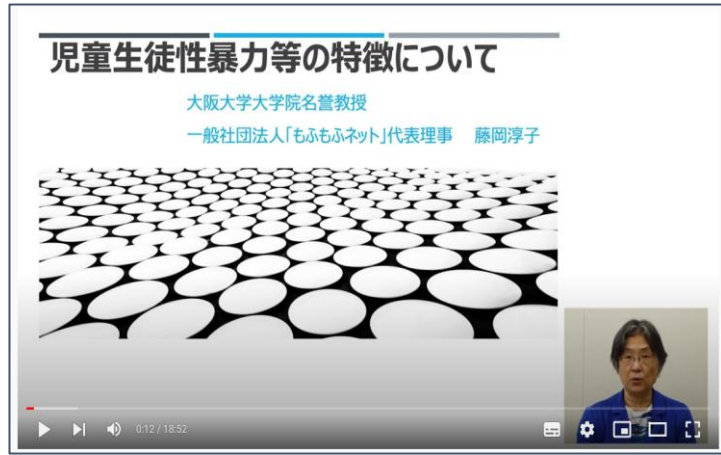 児童生徒性暴力等の特徴について
大阪大学大学院名誉教授
一般社団法人「もふもふネット」代表理事　藤岡淳子
0:12 / 18:52